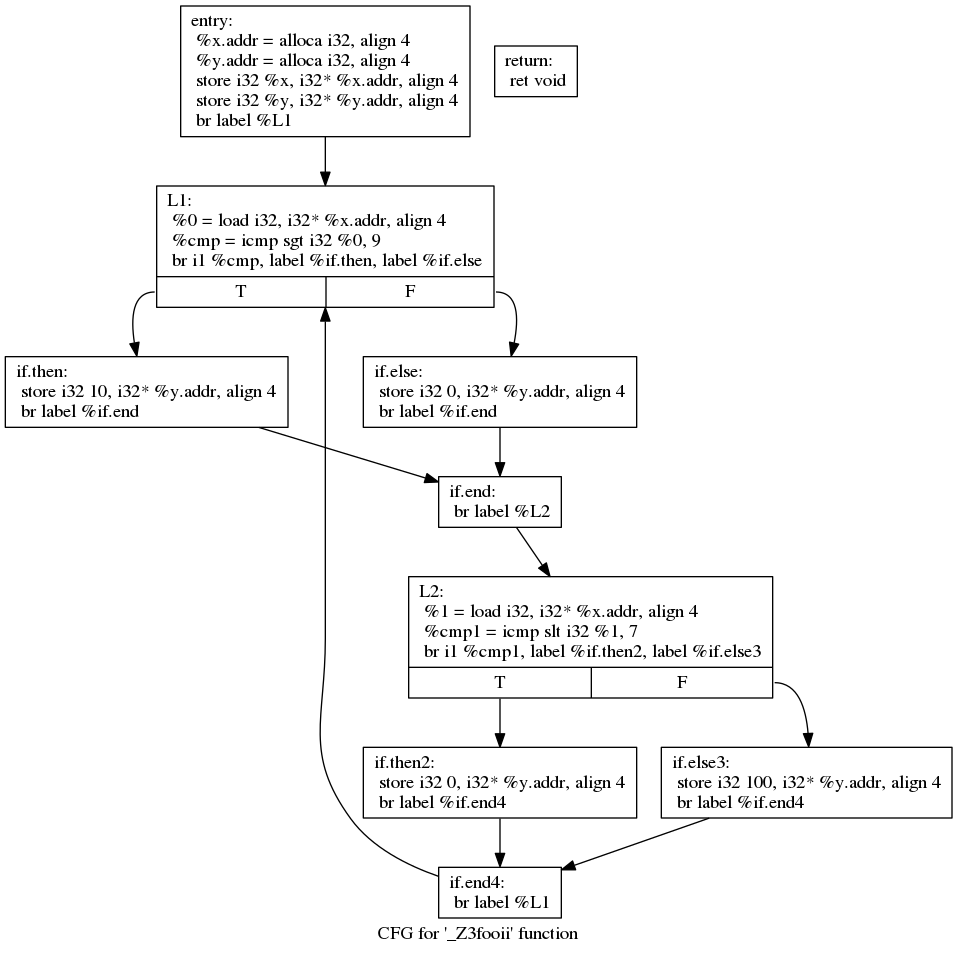 entry:
%x.addr = alloca i32, align 4
%y.addr = alloca i32, align 4
store i32 %x, i32* %x.addr, align 4
store i32 %y, i32* %y.addr, align 4
br label %L1
return:
ret void
L1:
%0 = load i32, i32* %x.addr, align 4
%cmp = icmp sgt i32 %0, 9
br i1 %cmp, label %if.then, label %if.else
T
F
if.then:
store i32 10, i32* %y.addr, align 4
br label %if.end
if.else:
store i32 0, i32* %y.addr, align 4
br label %if.end
if.end:
br label %L2
L2:
%1 = load i32, i32* %x.addr, align 4
%cmp1 = icmp slt i32 %1, 7
br i1 %cmp1, label %if.then2, label %if.else3
T
F
if.then2:
store i32 0, i32* %y.addr, align 4
br label %if.end4
if.else3:
store i32 100, i32* %y.addr, align 4
br label %if.end4
if.end4:
br label %L1
CFG for '_Z3fooii' function